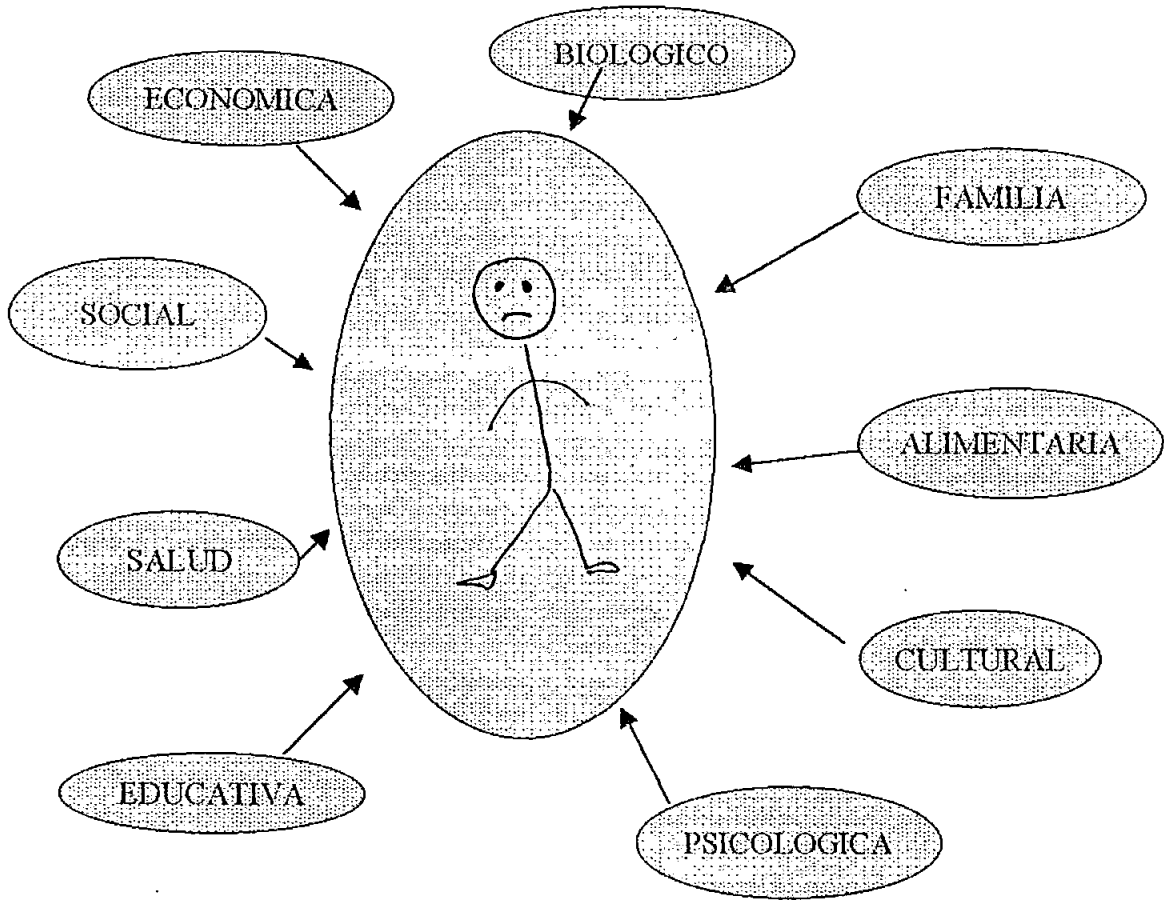 BIOLOGICO
ECONOMICA
FAMILIA
SOCIAL
ALIMENTARIA
SALUD
CULTURAL
EDUCATIVA
PSICOLOGICA